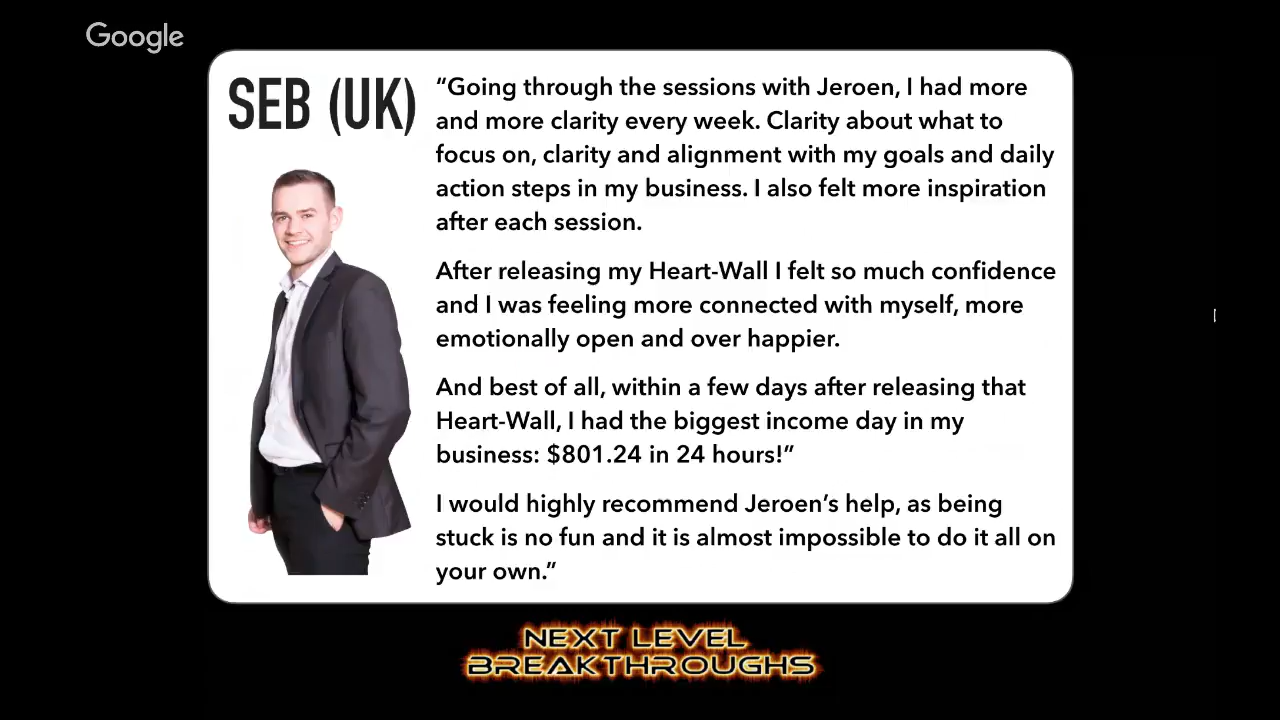 Google
SEB (UK)
“Going through the sessions with Jeroen, I had more
and more clarity every week. Clarity about what to
focus on, clarity and alignment with my goals and daily
action steps in my business. I also felt more inspiration
after each session.
After releasing my Heart-Wall I felt so much confidence
and I was feeling more connected with myself, more
emotionally open and over happier.
And best of all, within a few days after releasing that
Heart-Wall, I had the biggest income day in my
business: $801.24 in 24 hours!”
I would highly recommend Jeroen’s help, as being
stuck is no fun and it is almost impossible to do it all on
your own.”
NEXT LEVEL
BREAKTHROUGHS